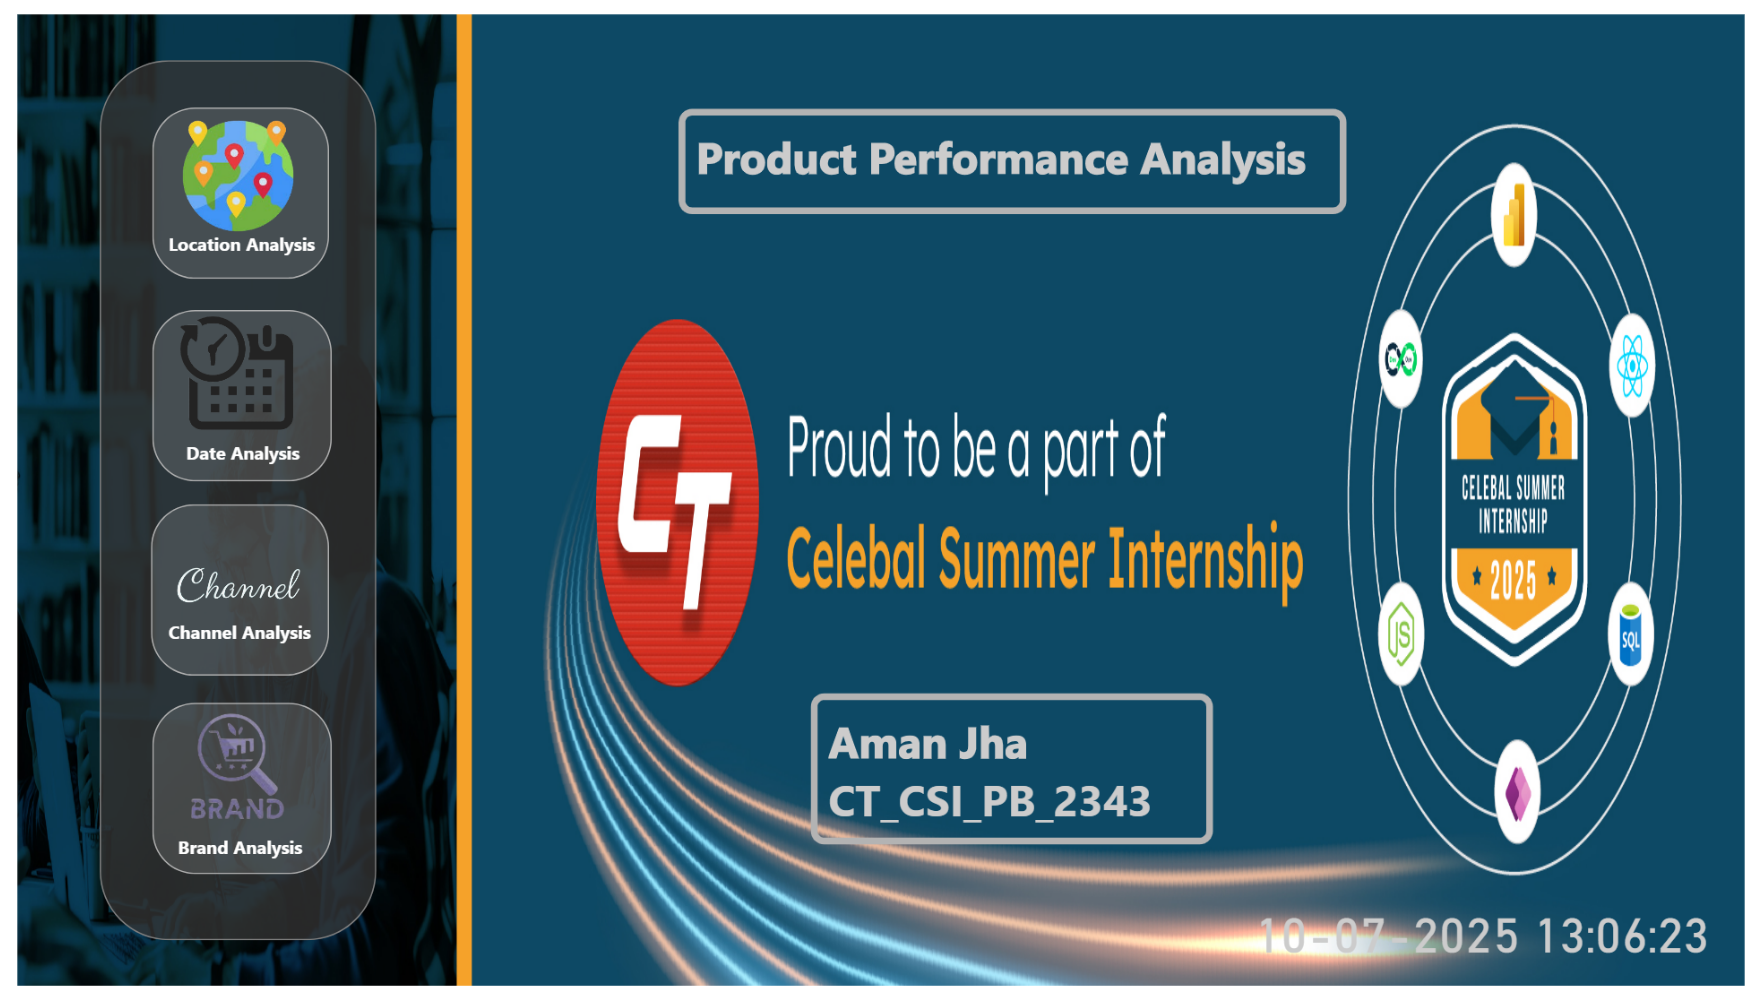 Location Analysis
Date Analysis
Channel
Channel Analysis
BRAND
Brand Analysis
Product Performance Analysis
CT
Proud to be a part of
Celebal Summer Internship
Aman Jha
CT_CSI_PB_2343
CELEBAL SUMMER
INTERNSHIP
2025
JS
SQL
10-07-2025 13:06:23